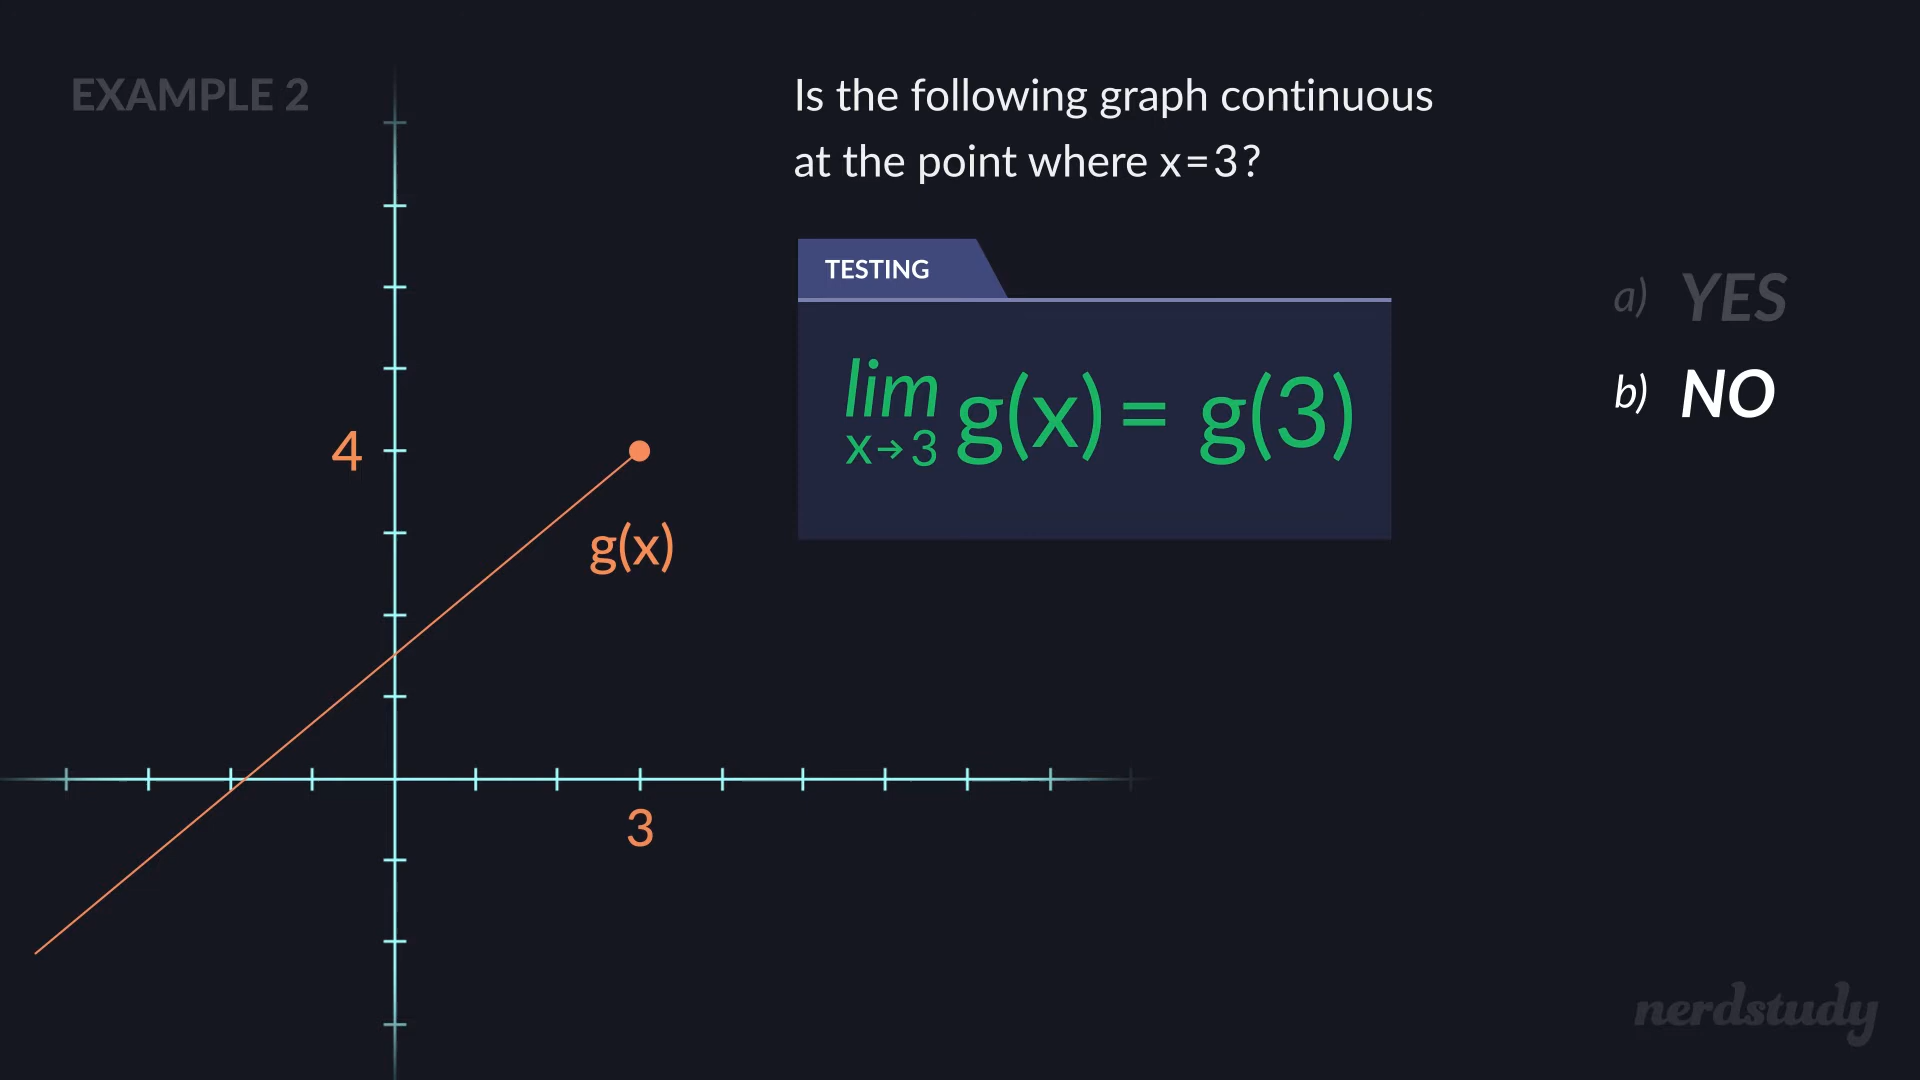 EXAMPLE 2
Is the following graph continuous
at the point where x=3?
TESTING
lim g(x) = g(3)
x→3
a) YES
b) NO
4
g(x)
3
nerdstudy